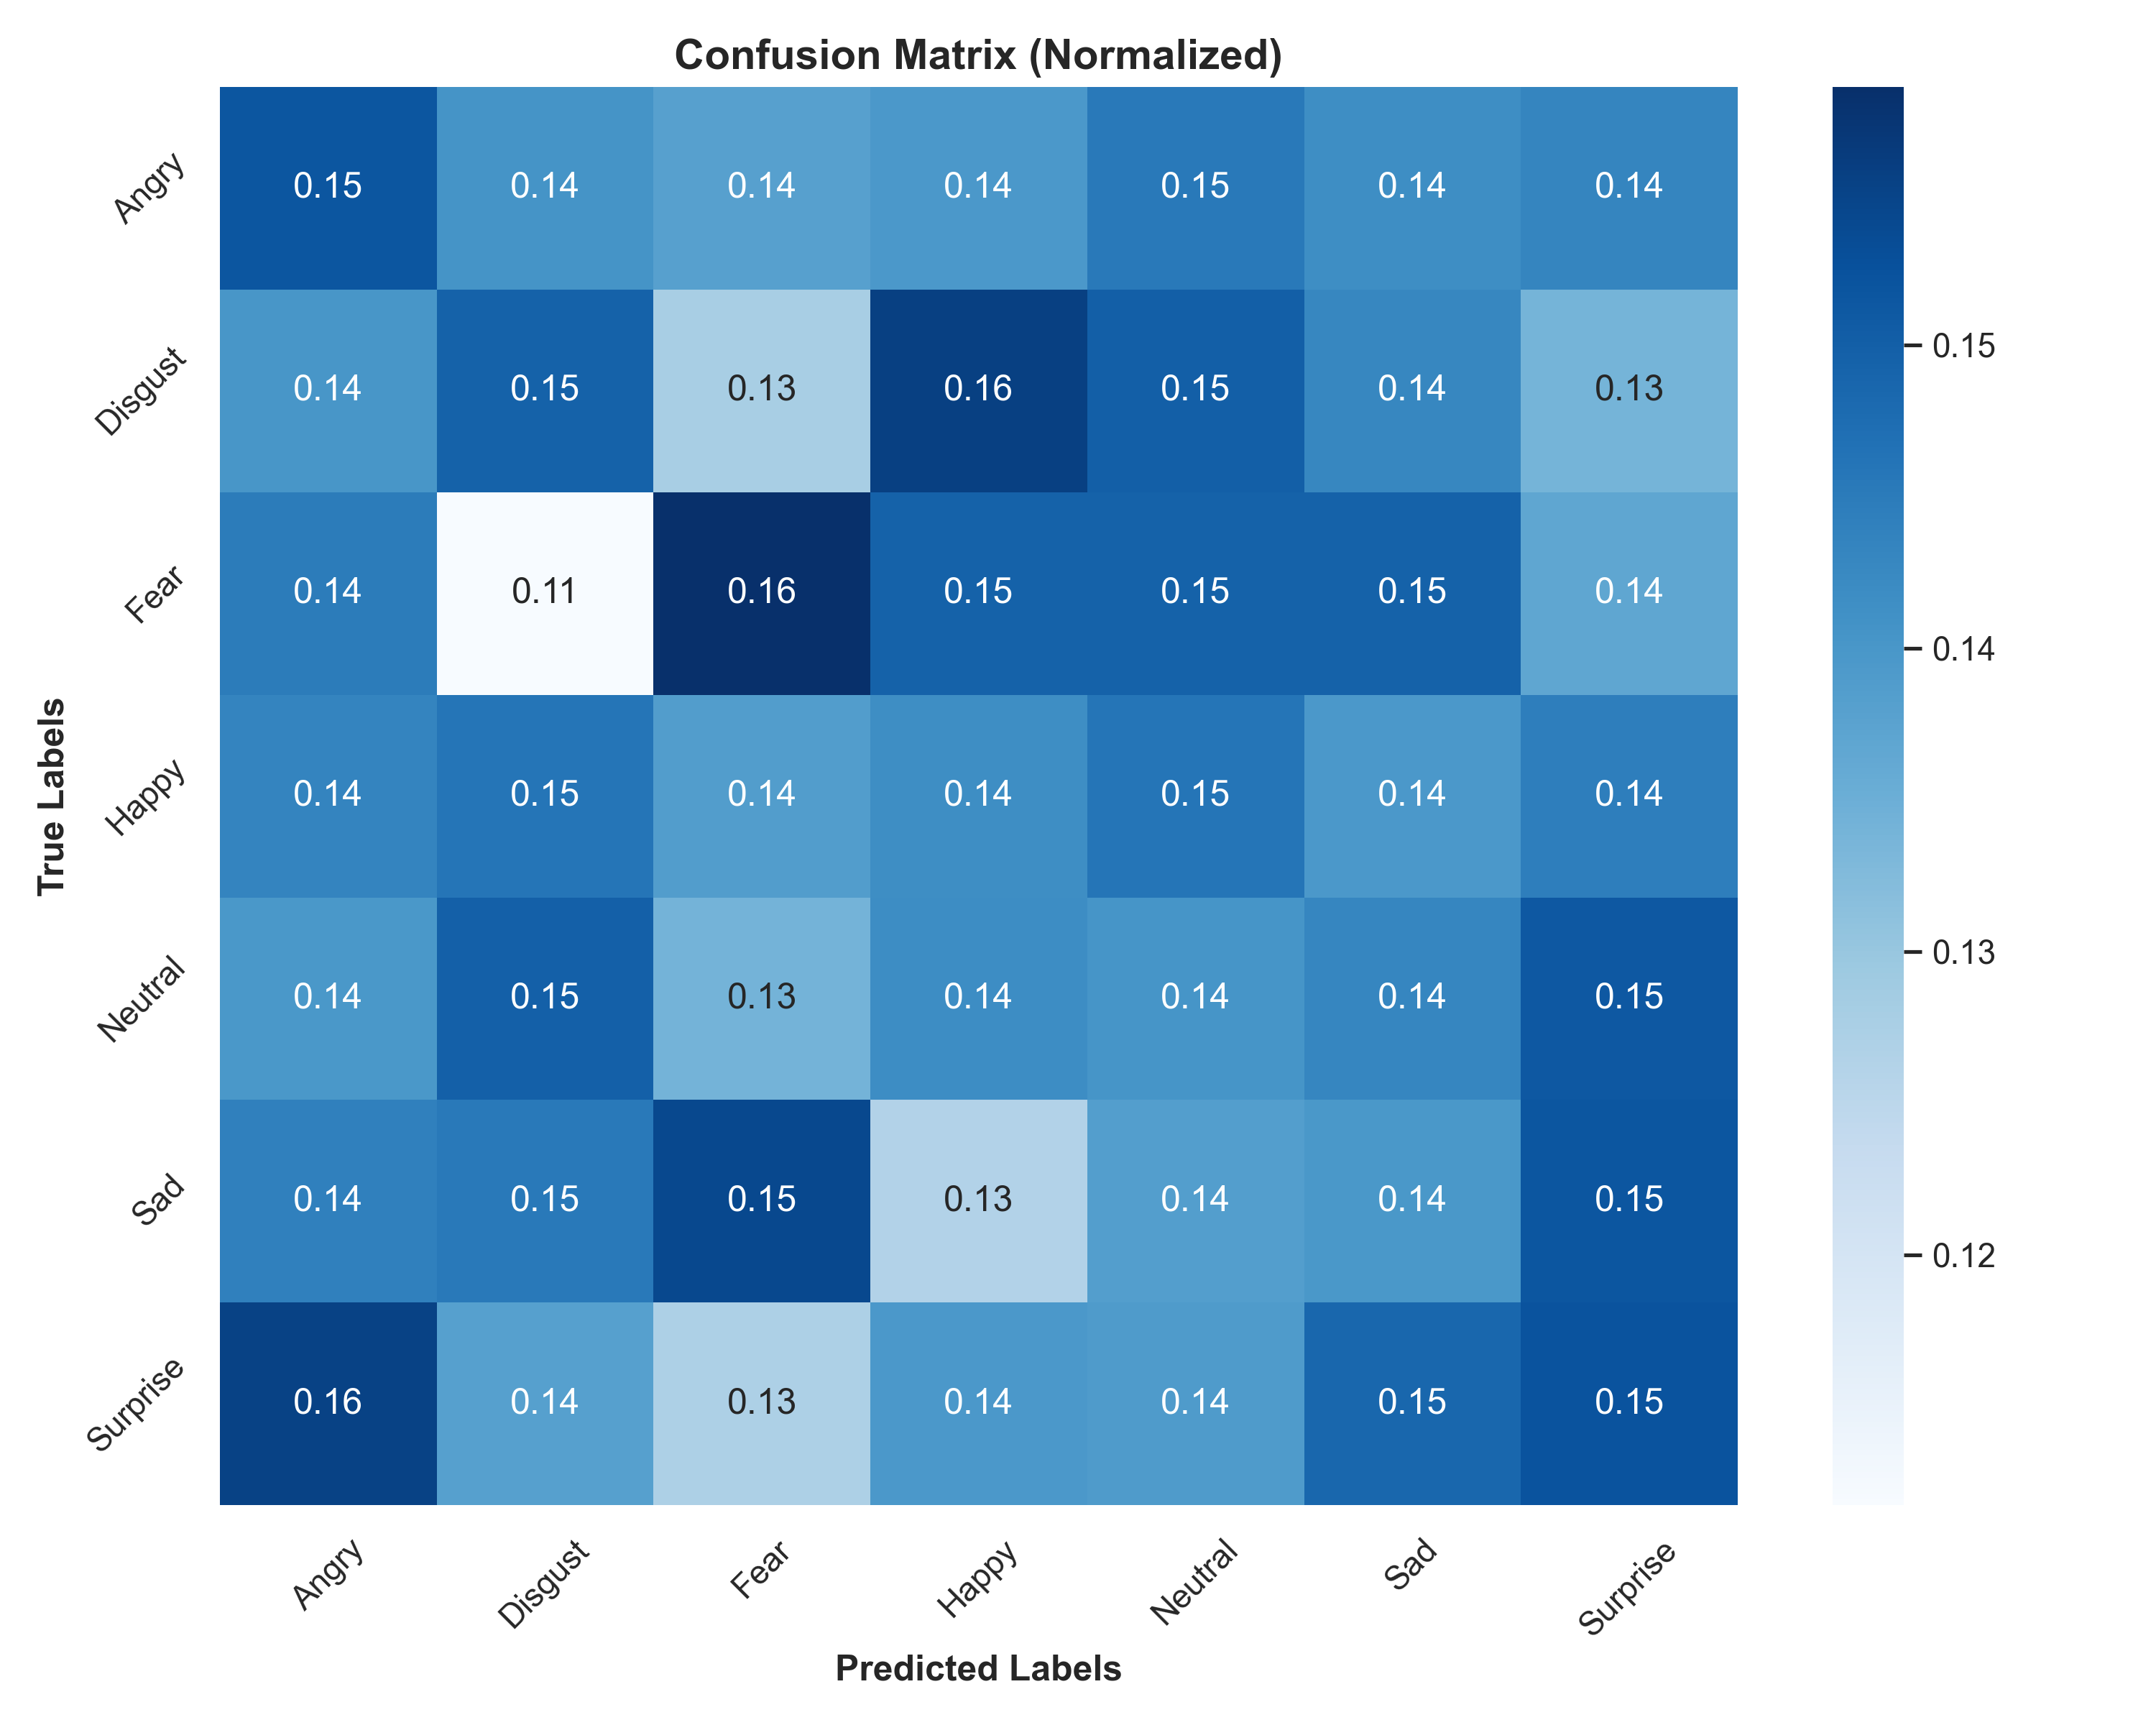 Confusion Matrix (Normalized)
True Labels
Angry 0.15 0.14 0.14 0.14 0.15 0.14 0.14
Disgust 0.14 0.15 0.13 0.16 0.15 0.14 0.13
Fear 0.14 0.11 0.16 0.15 0.15 0.15 0.14
Happy 0.14 0.15 0.14 0.14 0.15 0.14 0.14
Neutral 0.14 0.15 0.13 0.14 0.14 0.14 0.15
Sad 0.14 0.15 0.15 0.13 0.14 0.14 0.15
Surprise 0.16 0.14 0.13 0.14 0.14 0.15 0.15
Angry Disgust Fear Happy Neutral Sad Surprise
Predicted Labels
0.15
0.14
0.13
0.12